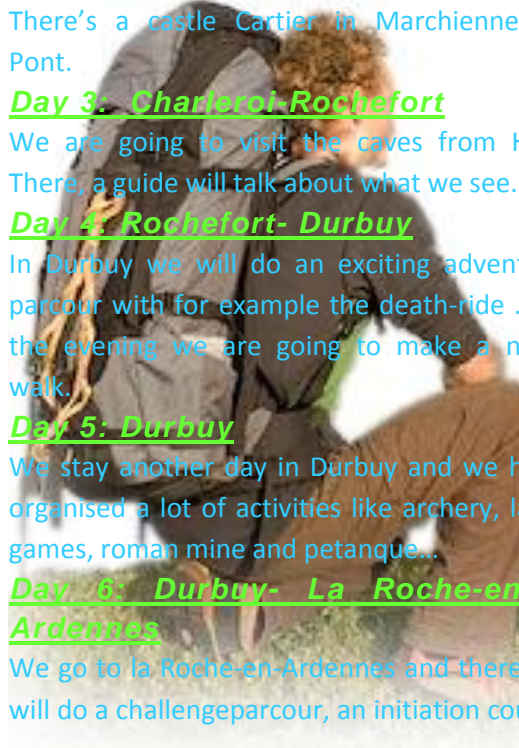 There's a castle Cartier in Marchienne
Pont.
Day 3: Charleroi-Rochefort
We are going to visit the caves from H
There, a guide will talk about what we see.
Day 4: Rochefort- Durbuy
In Durbuy we will do an exciting advent
parcour with for example the death-ride .
the evening we are going to make a n
walk.
Day 5: Durbuy
We stay another day in Durbuy and we h
organised a lot of activities like archery, l
games, roman mine and petanque...
Day 6: Durbuy- La Roche-en
Ardennes
We go to la Roche-en-Ardennes and there
will do a challengeparcour, an initiation cou